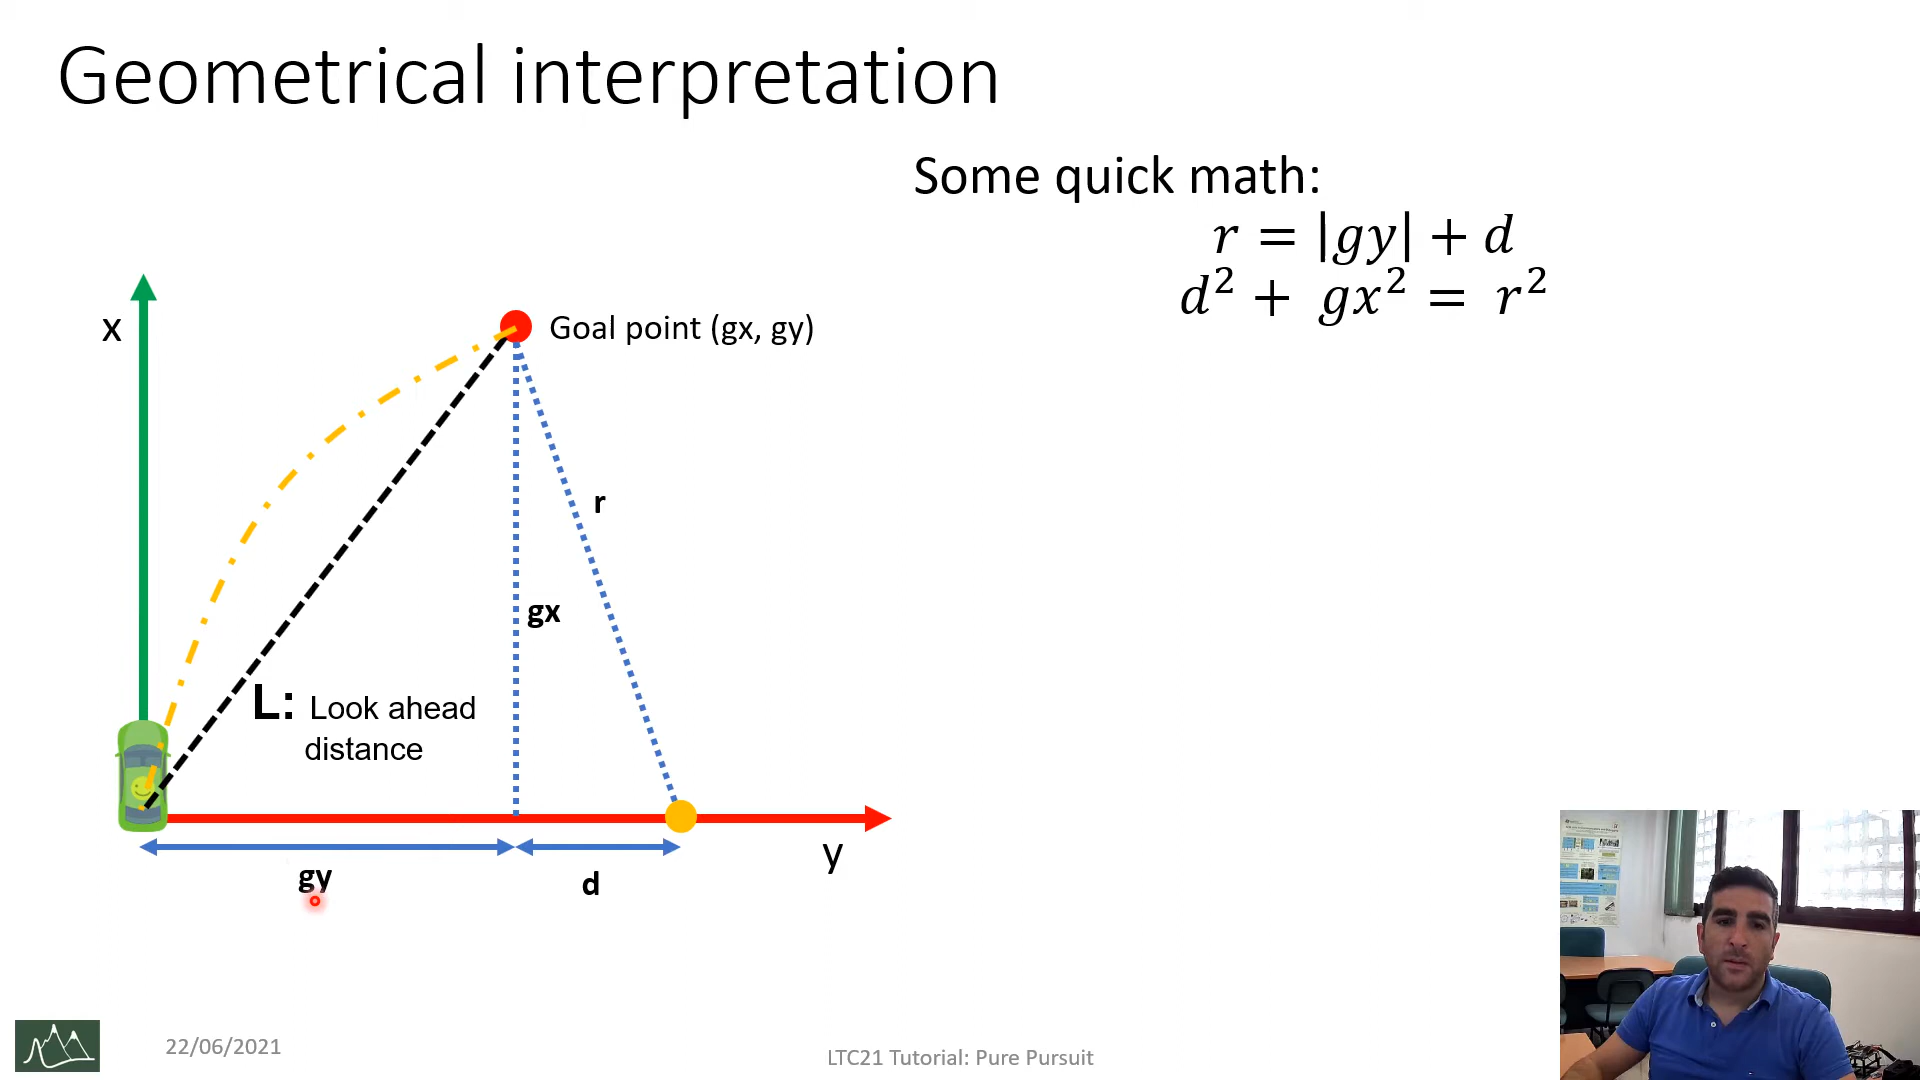 Geometrical interpretation
Some quick math:
r = |gy| + d
d² + gx² = r²
x
Goal point (gx, gy)
r
gx
L: Look ahead
distance
y
gy
d
22/06/2021
LTC21 Tutorial: Pure Pursuit